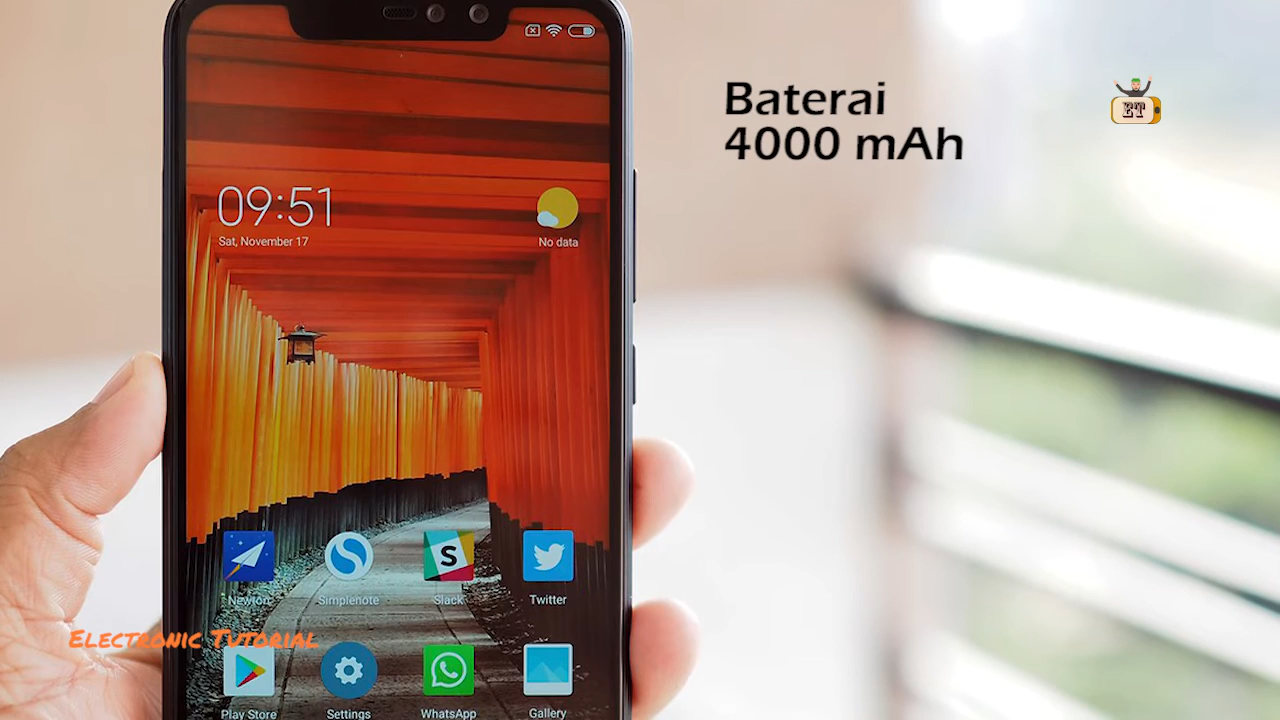 Baterai
4000 mAh
ET
09:51
Sat, November 17
No data
Newton
Simplenote
Slack
Twitter
Electronic Tutorial
Play Store
Settings
WhatsApp
Gallery